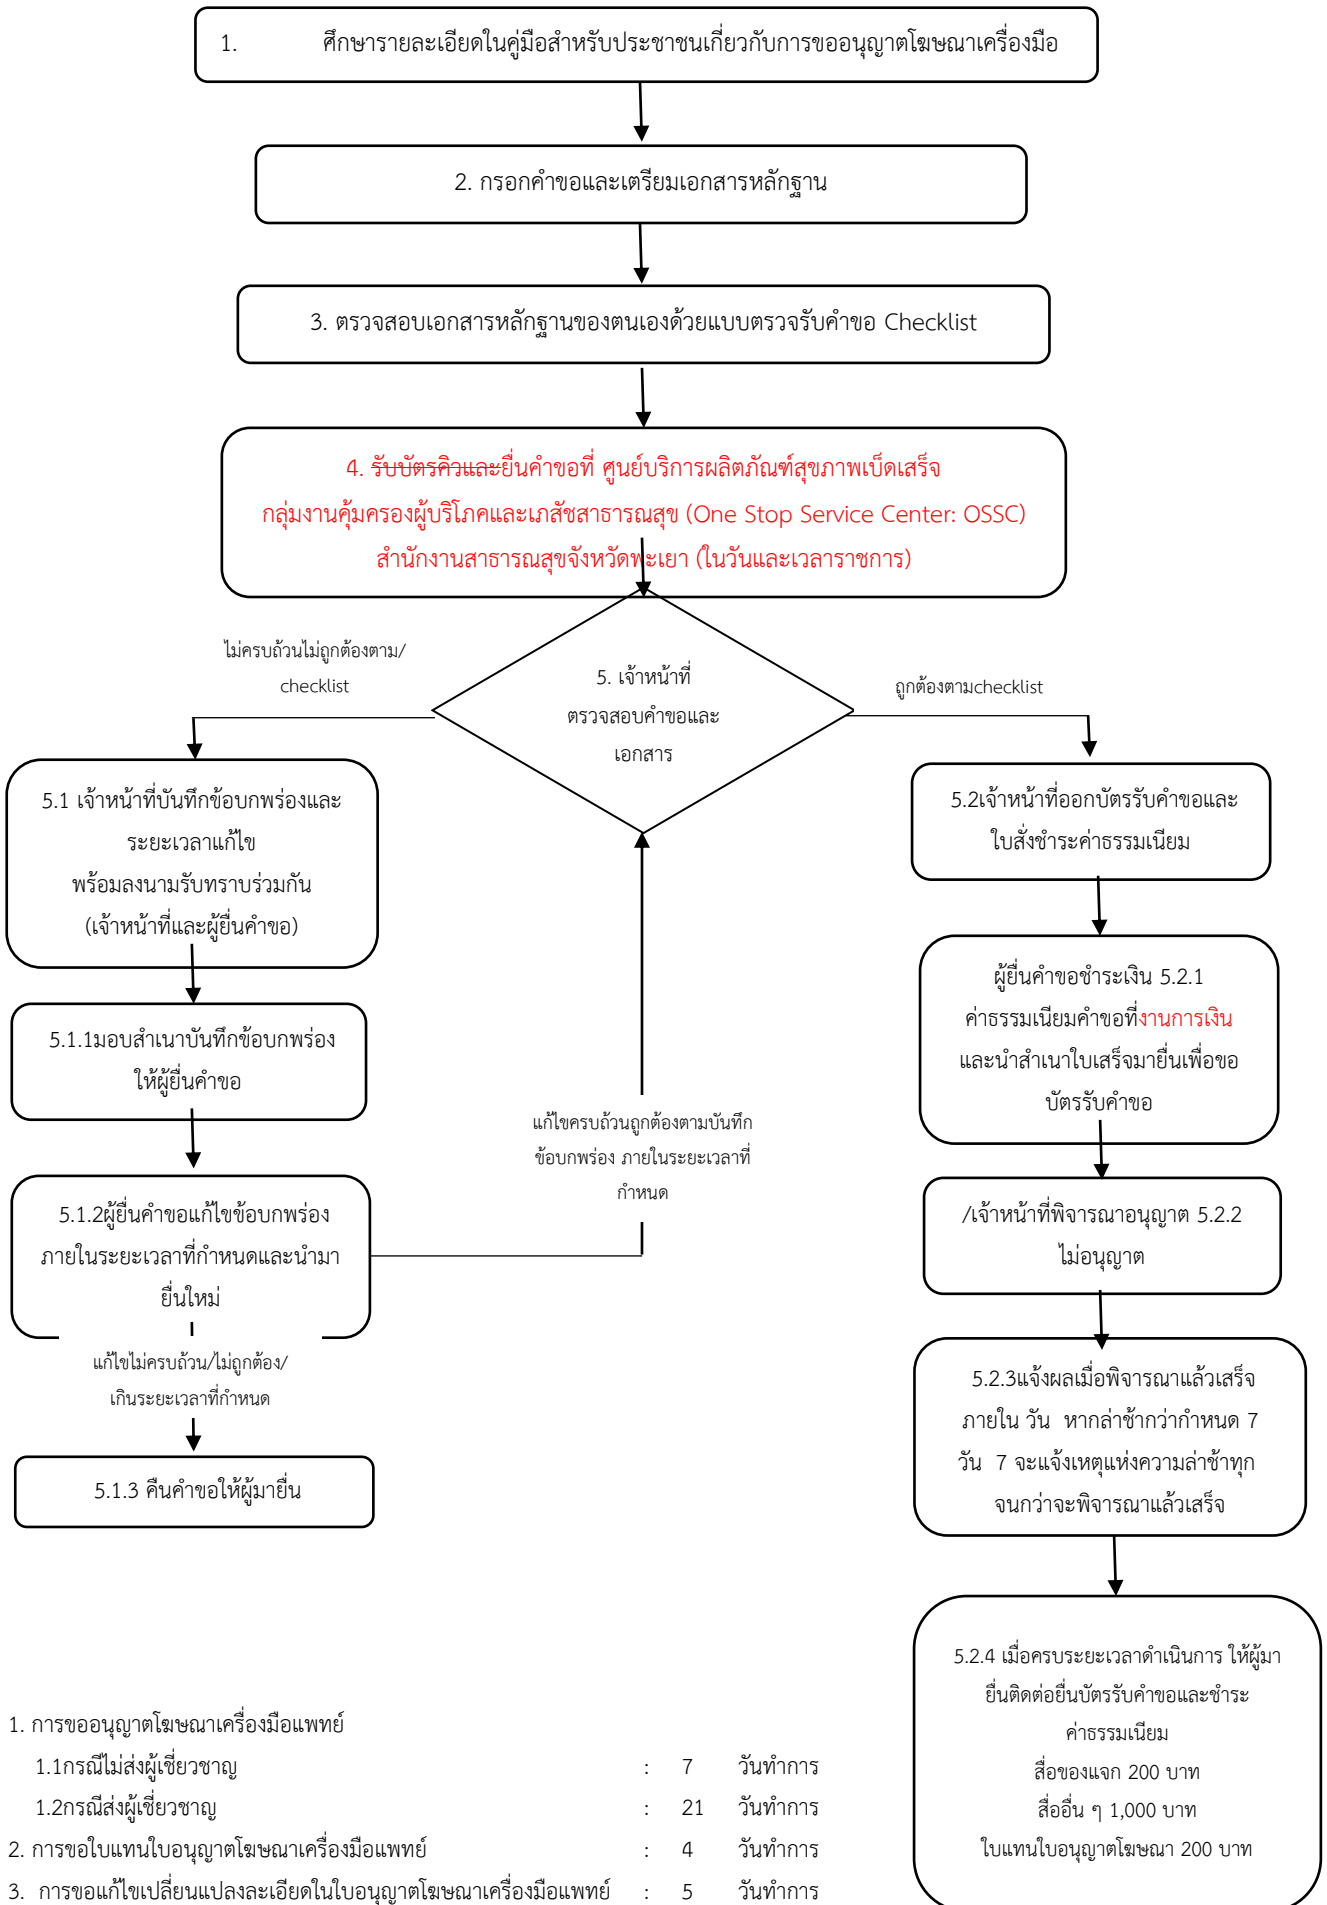 1. ศึกษารายละเอียดในคู่มือสำหรับประชาชนเกี่ยวกับการขออนุญาตโฆษณาเครื่องมือ
2. กรอกคำขอและเตรียมเอกสารหลักฐาน
3. ตรวจสอบเอกสารหลักฐานของตนเองด้วยแบบตรวจรับคำขอ Checklist
4. รับบัตรคิวและยื่นคำขอที่ ศูนย์บริการผลิตภัณฑ์สุขภาพเบ็ดเสร็จ
กลุ่มงานคุ้มครองผู้บริโภคและเภสัชสาธารณสุข (One Stop Service Center: OSSC)
สำนักงานสาธารณสุขจังหวัดพะเยา (ในวันและเวลาราชการ)
5. เจ้าหน้าที่
ตรวจสอบคำขอและ
เอกสาร
ไม่ครบถ้วนไม่ถูกต้องตาม/
checklist
5.1 เจ้าหน้าที่บันทึกข้อบกพร่องและ
ระยะเวลาแก้ไข
พร้อมลงนามรับทราบร่วมกัน
(เจ้าหน้าที่และผู้ยื่นคำขอ)
5.1.1มอบสำเนาบันทึกข้อบกพร่อง
ให้ผู้ยื่นคำขอ
5.1.2ผู้ยื่นคำขอแก้ไขข้อบกพร่อง
ภายในระยะเวลาที่กำหนดและนำมา
ยื่นใหม่
แก้ไขไม่ครบถ้วน/ไม่ถูกต้อง/
เกินระยะเวลาที่กำหนด
5.1.3 คืนคำขอให้ผู้มายื่น
แก้ไขครบถ้วนถูกต้องตามบันทึก
ข้อบกพร่อง ภายในระยะเวลาที่
กำหนด
ถูกต้องตามchecklist
5.2เจ้าหน้าที่ออกบัตรรับคำขอและ
ใบสั่งชำระค่าธรรมเนียม
ผู้ยื่นคำขอชำระเงิน 5.2.1
ค่าธรรมเนียมคำขอที่งานการเงิน
และนำสำเนาใบเสร็จมายื่นเพื่อขอ
บัตรรับคำขอ
/เจ้าหน้าที่พิจารณาอนุญาต 5.2.2
ไม่อนุญาต
5.2.3แจ้งผลเมื่อพิจารณาแล้วเสร็จ
ภายใน วัน หากล่าช้ากว่ากำหนด 7
วัน 7 จะแจ้งเหตุแห่งความล่าช้าทุก
จนกว่าจะพิจารณาแล้วเสร็จ
5.2.4 เมื่อครบระยะเวลาดำเนินการ ให้ผู้มา
ยื่นติดต่อยื่นบัตรรับคำขอและชำระ
ค่าธรรมเนียม
สื่อของแจก 200 บาท
สื่ออื่น ๆ 1,000 บาท
ใบแทนใบอนุญาตโฆษณา 200 บาท
1. การขออนุญาตโฆษณาเครื่องมือแพทย์
1.1กรณีไม่ส่งผู้เชี่ยวชาญ : 7 วันทำการ
1.2กรณีส่งผู้เชี่ยวชาญ : 21 วันทำการ
2. การขอใบแทนใบอนุญาตโฆษณาเครื่องมือแพทย์ : 4 วันทำการ
3. การขอแก้ไขเปลี่ยนแปลงละเอียดในใบอนุญาตโฆษณาเครื่องมือแพทย์ : 5 วันทำการ